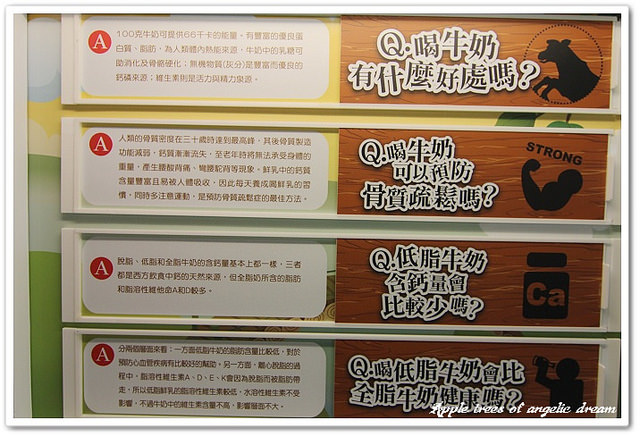 A
100克牛奶可提供66千卡的能量。有豐富的優良蛋
白質、脂肪，為人體內熱能來源，牛奶中的乳糖可
助消化及骨骼硬化；無機物質(灰分)是豐富而優良的
鈣磷來源；維生素則是活力與精力泉源。
Q.喝牛奶
有什麼好處嗎?
A
人類的骨質密度在三十歲時達到最高峰，其後骨質製造
功能減弱，鈣質漸漸流失，至老年時將無法承受身體的
重量，產生腰酸背痛、彎腰駝背等現象。鮮乳中的鈣質
含量豐富且易被人體吸收，因此每天養成喝鮮乳的習
慣，同時多注意運動，是預防骨質疏鬆症的最佳方法。
Q.喝牛奶
可以預防
骨質疏鬆嗎?
STRONG
A
脫脂、低脂和全脂牛奶的含鈣量基本上都一樣，三者
都是西方飲食中鈣的天然來源，但全脂奶所含的脂肪
和脂溶性維他命A和D較多。
Q.低脂牛奶
含鈣量會
比較少嗎?
Ca
A
分兩個層面來看：一方面低脂牛奶的脂肪含量比較低，對於
預防心血管疾病有比較好的幫助。另一方面，離心脫脂的過
程中，脂溶性維生素A、D、E、K會因為脫脂而被脂肪帶
走，所以低脂鮮乳的脂溶性維生素較低，水溶性維生素不受
影響，不過牛奶中的維生素含量不高，影響層面不大。
Q.喝低脂牛奶會比
全脂牛奶健康嗎?
Apple trees of angelic dream